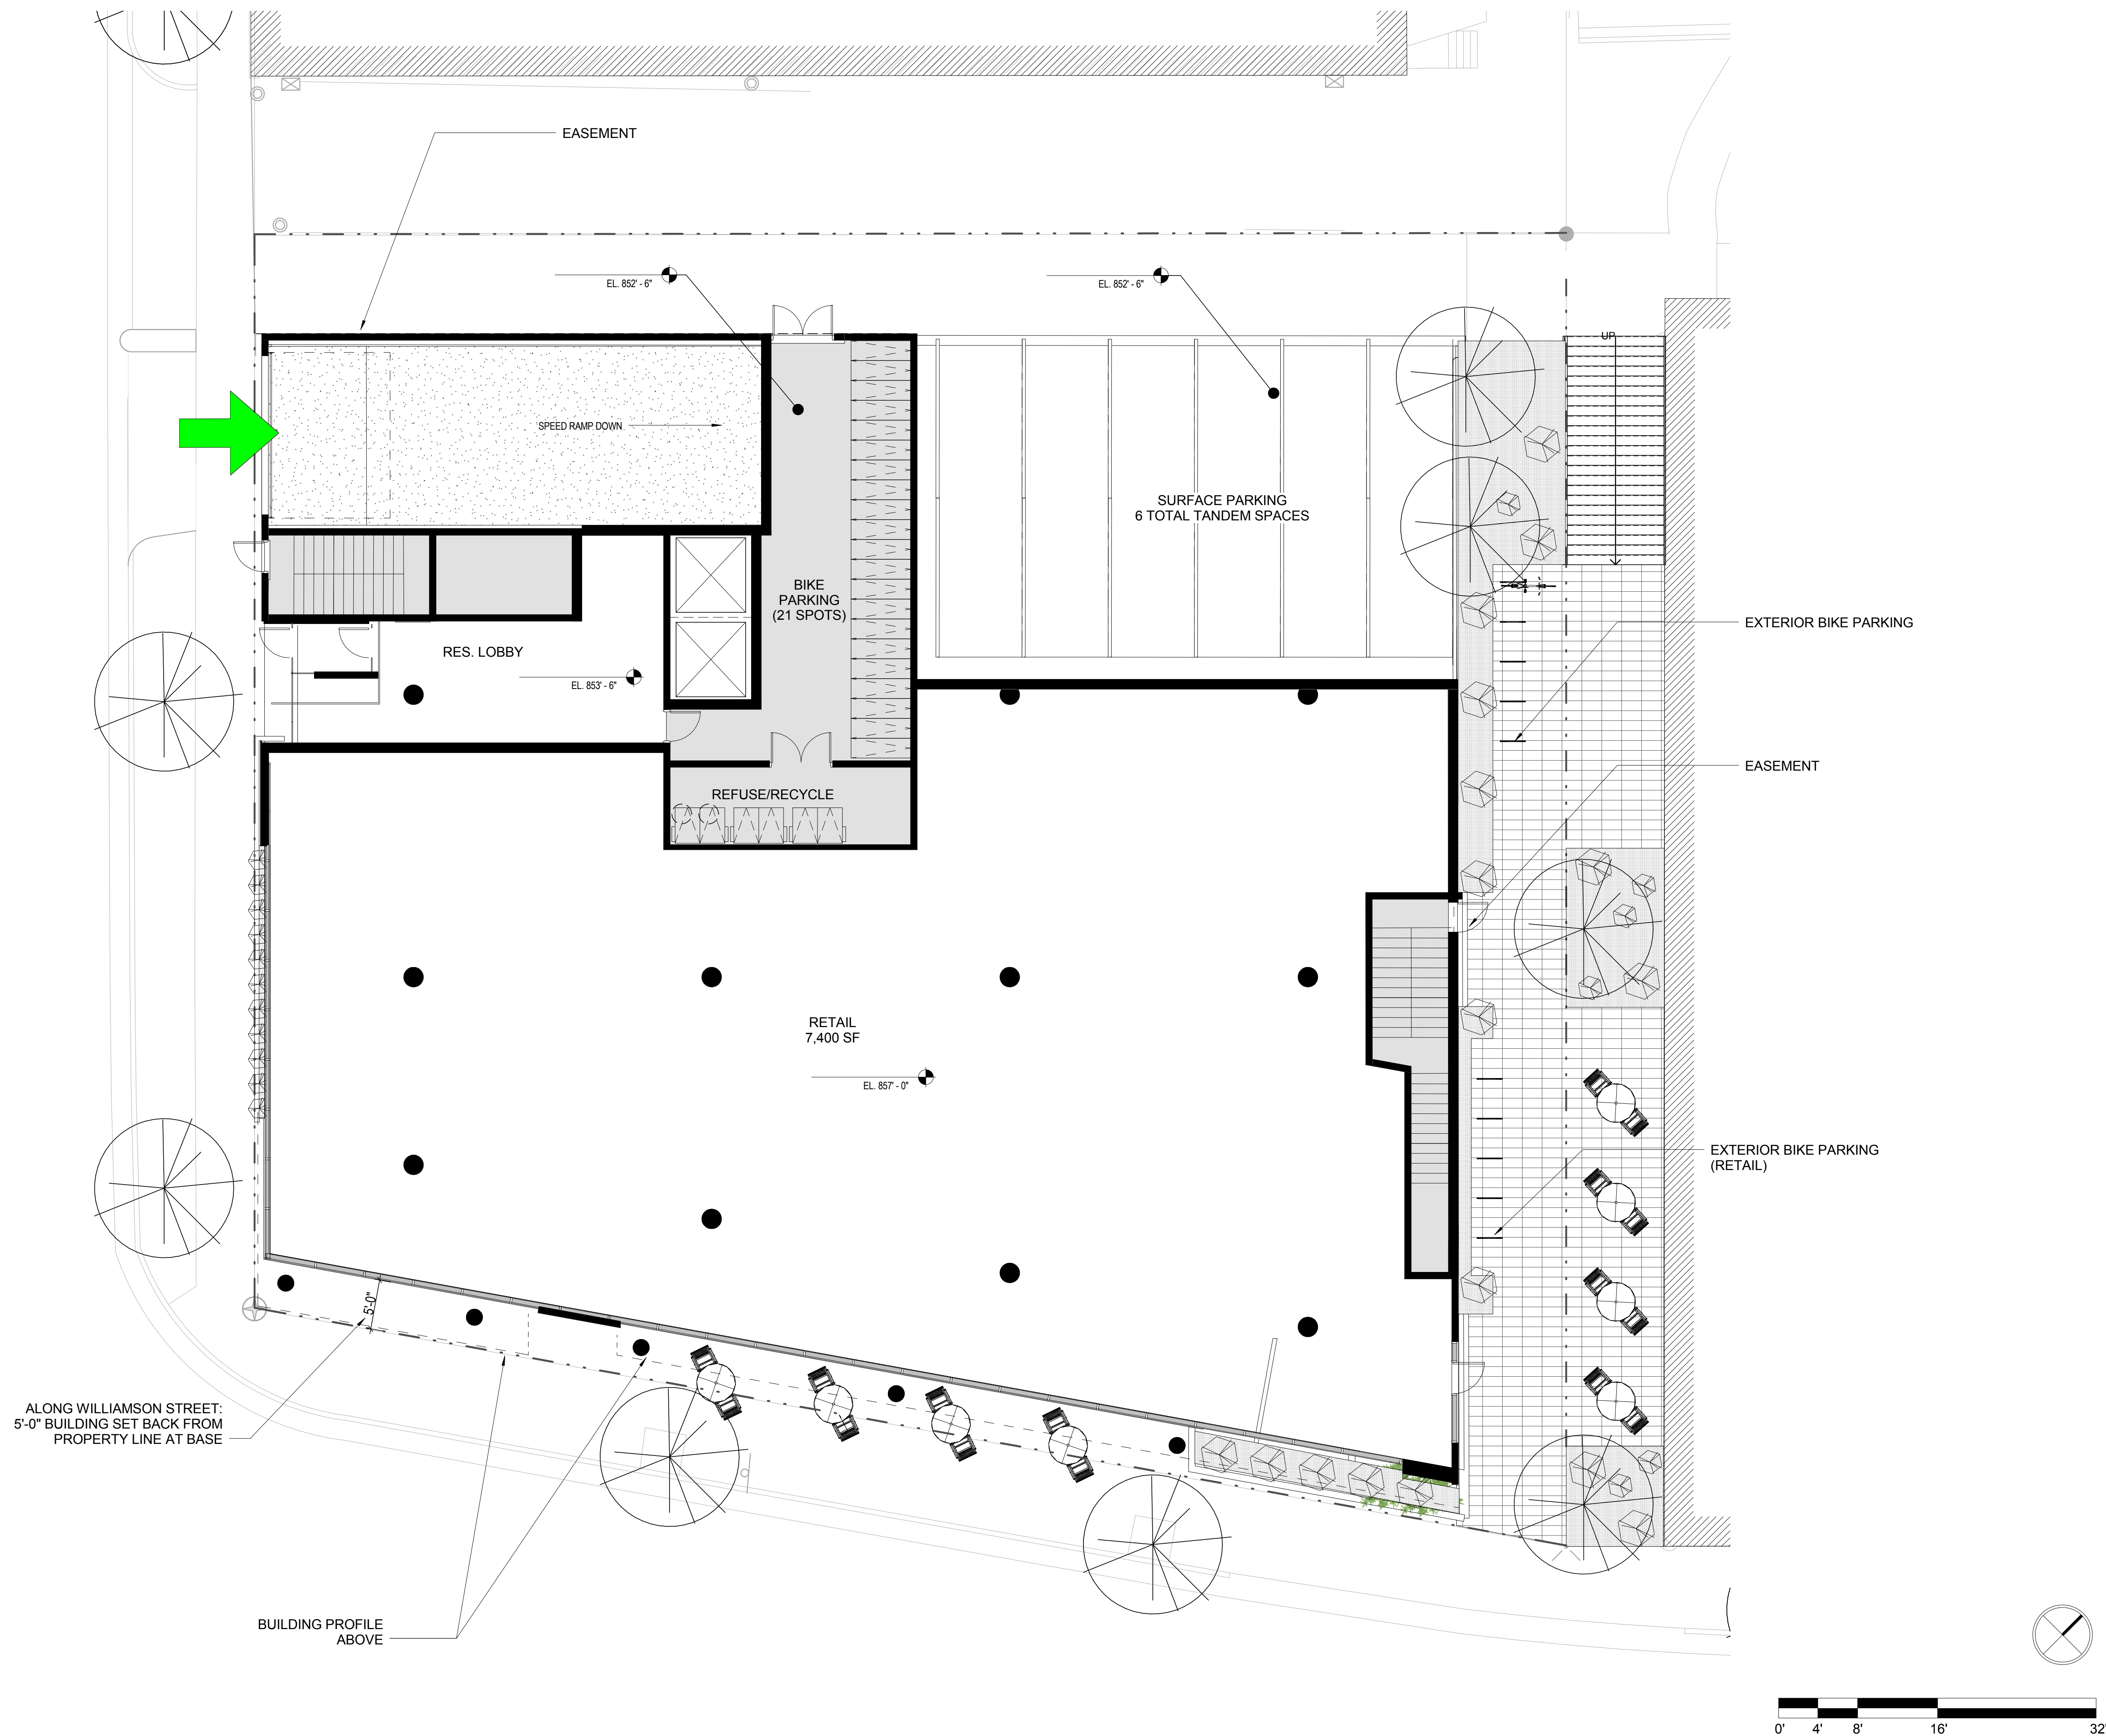 EASEMENT
EL. 852' - 6"
EL. 852' - 6"
UP
SPEED RAMP DOWN
SURFACE PARKING
6 TOTAL TANDEM SPACES
BIKE
PARKING
(21 SPOTS)
EXTERIOR BIKE PARKING
RES. LOBBY
EL. 853' - 6"
EASEMENT
REFUSE/RECYCLE
RETAIL
7,400 SF
EL. 857' - 0"
EXTERIOR BIKE PARKING
(RETAIL)
5'-0"
ALONG WILLIAMSON STREET:
5'-0" BUILDING SET BACK FROM
PROPERTY LINE AT BASE
BUILDING PROFILE
ABOVE
0' 4' 8' 16' 32'